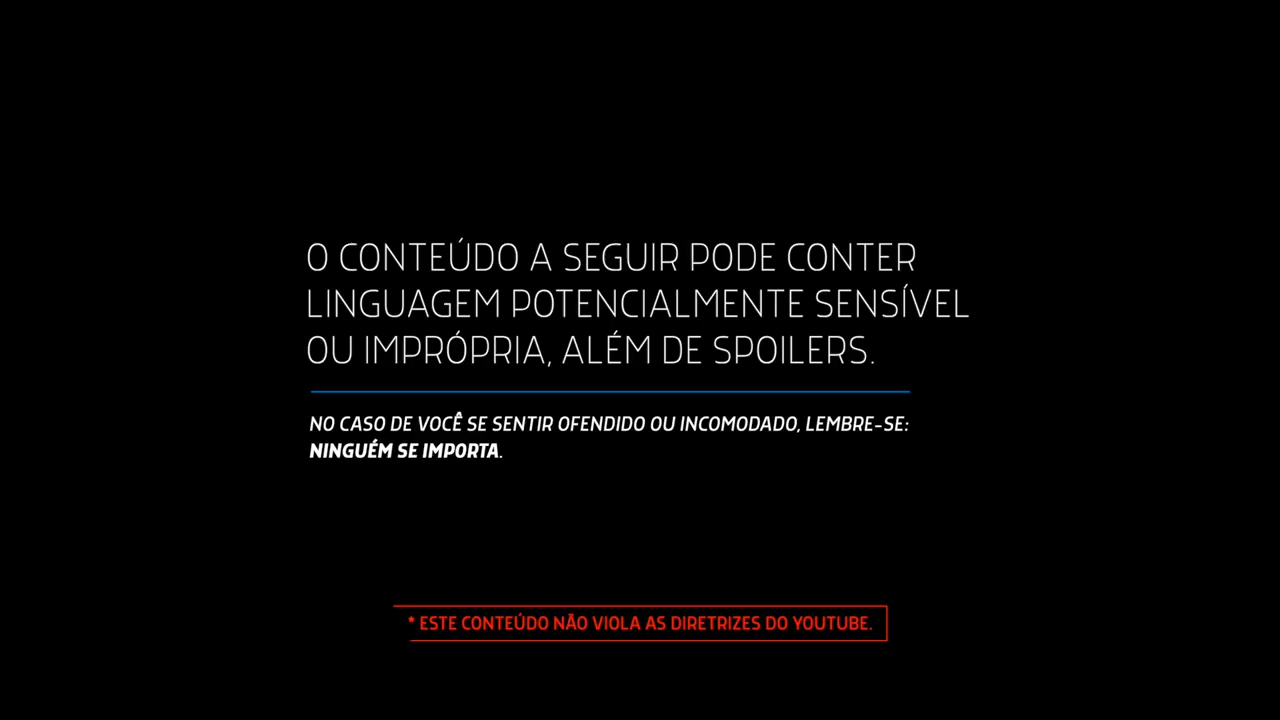 O CONTEÚDO A SEGUIR PODE CONTER
LINGUAGEM POTENCIALMENTE SENSÍVEL
OU IMPRÓPRIA, ALÉM DE SPOILERS.
NO CASO DE VOCÊ SE SENTIR OFENDIDO OU INCOMODADO, LEMBRE-SE:
NINGUÉM SE IMPORTA.
* ESTE CONTEÚDO NÃO VIOLA AS DIRETRIZES DO YOUTUBE.